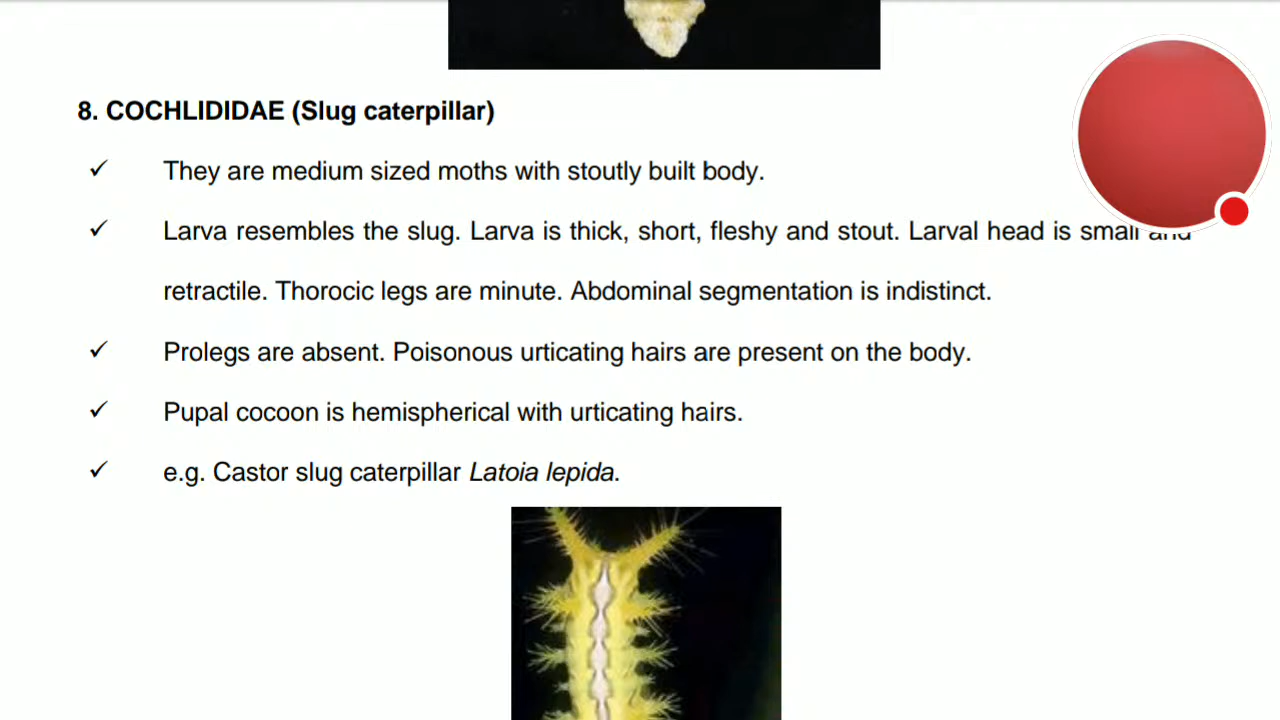 8. COCHLIDIDAE (Slug caterpillar)
✓ They are medium sized moths with stoutly built body.
✓ Larva resembles the slug. Larva is thick, short, fleshy and stout. Larval head is small and
retractile. Thorocic legs are minute. Abdominal segmentation is indistinct.
✓ Prolegs are absent. Poisonous urticating hairs are present on the body.
✓ Pupal cocoon is hemispherical with urticating hairs.
✓ e.g. Castor slug caterpillar Latoia lepida.